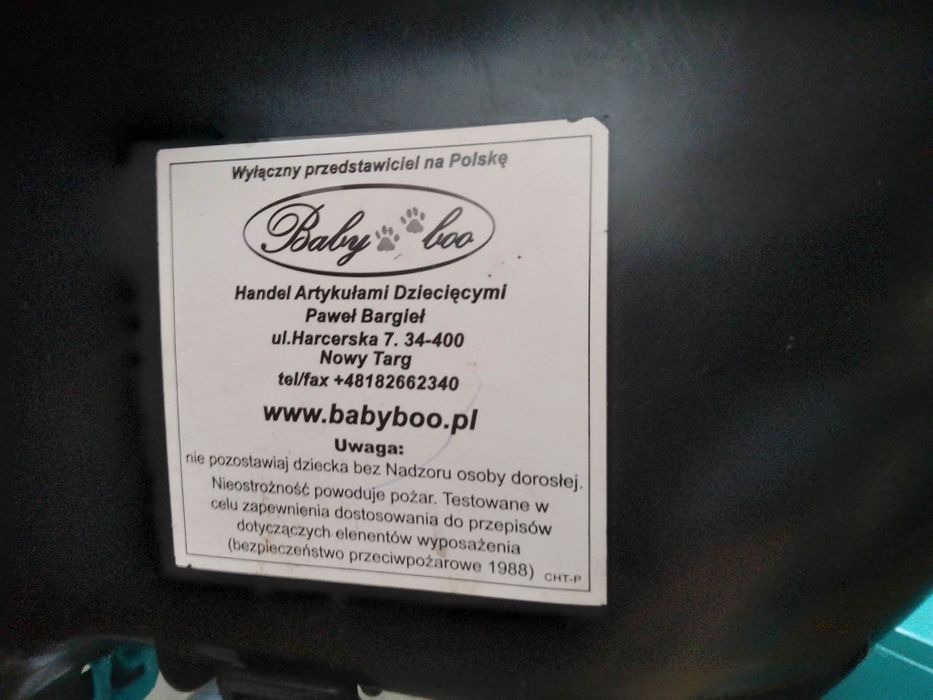 Wyłączny przedstawiciel na Polskę
Baby boo
Handel Artykułami Dziecięcymi
Paweł Bargieł
ul.Harcerska 7. 34-400
Nowy Targ
tel/fax +48182662340
www.babyboo.pl
Uwaga:
nie pozostawiaj dziecka bez Nadzoru osoby dorosłej.
Nieostrożność powoduje pożar. Testowane w
celu zapewnienia dostosowania do przepisów
dotyczączych elenentów wyposażenia
(bezpieczeństwo przeciwpożarowe 1988)
CHT-P